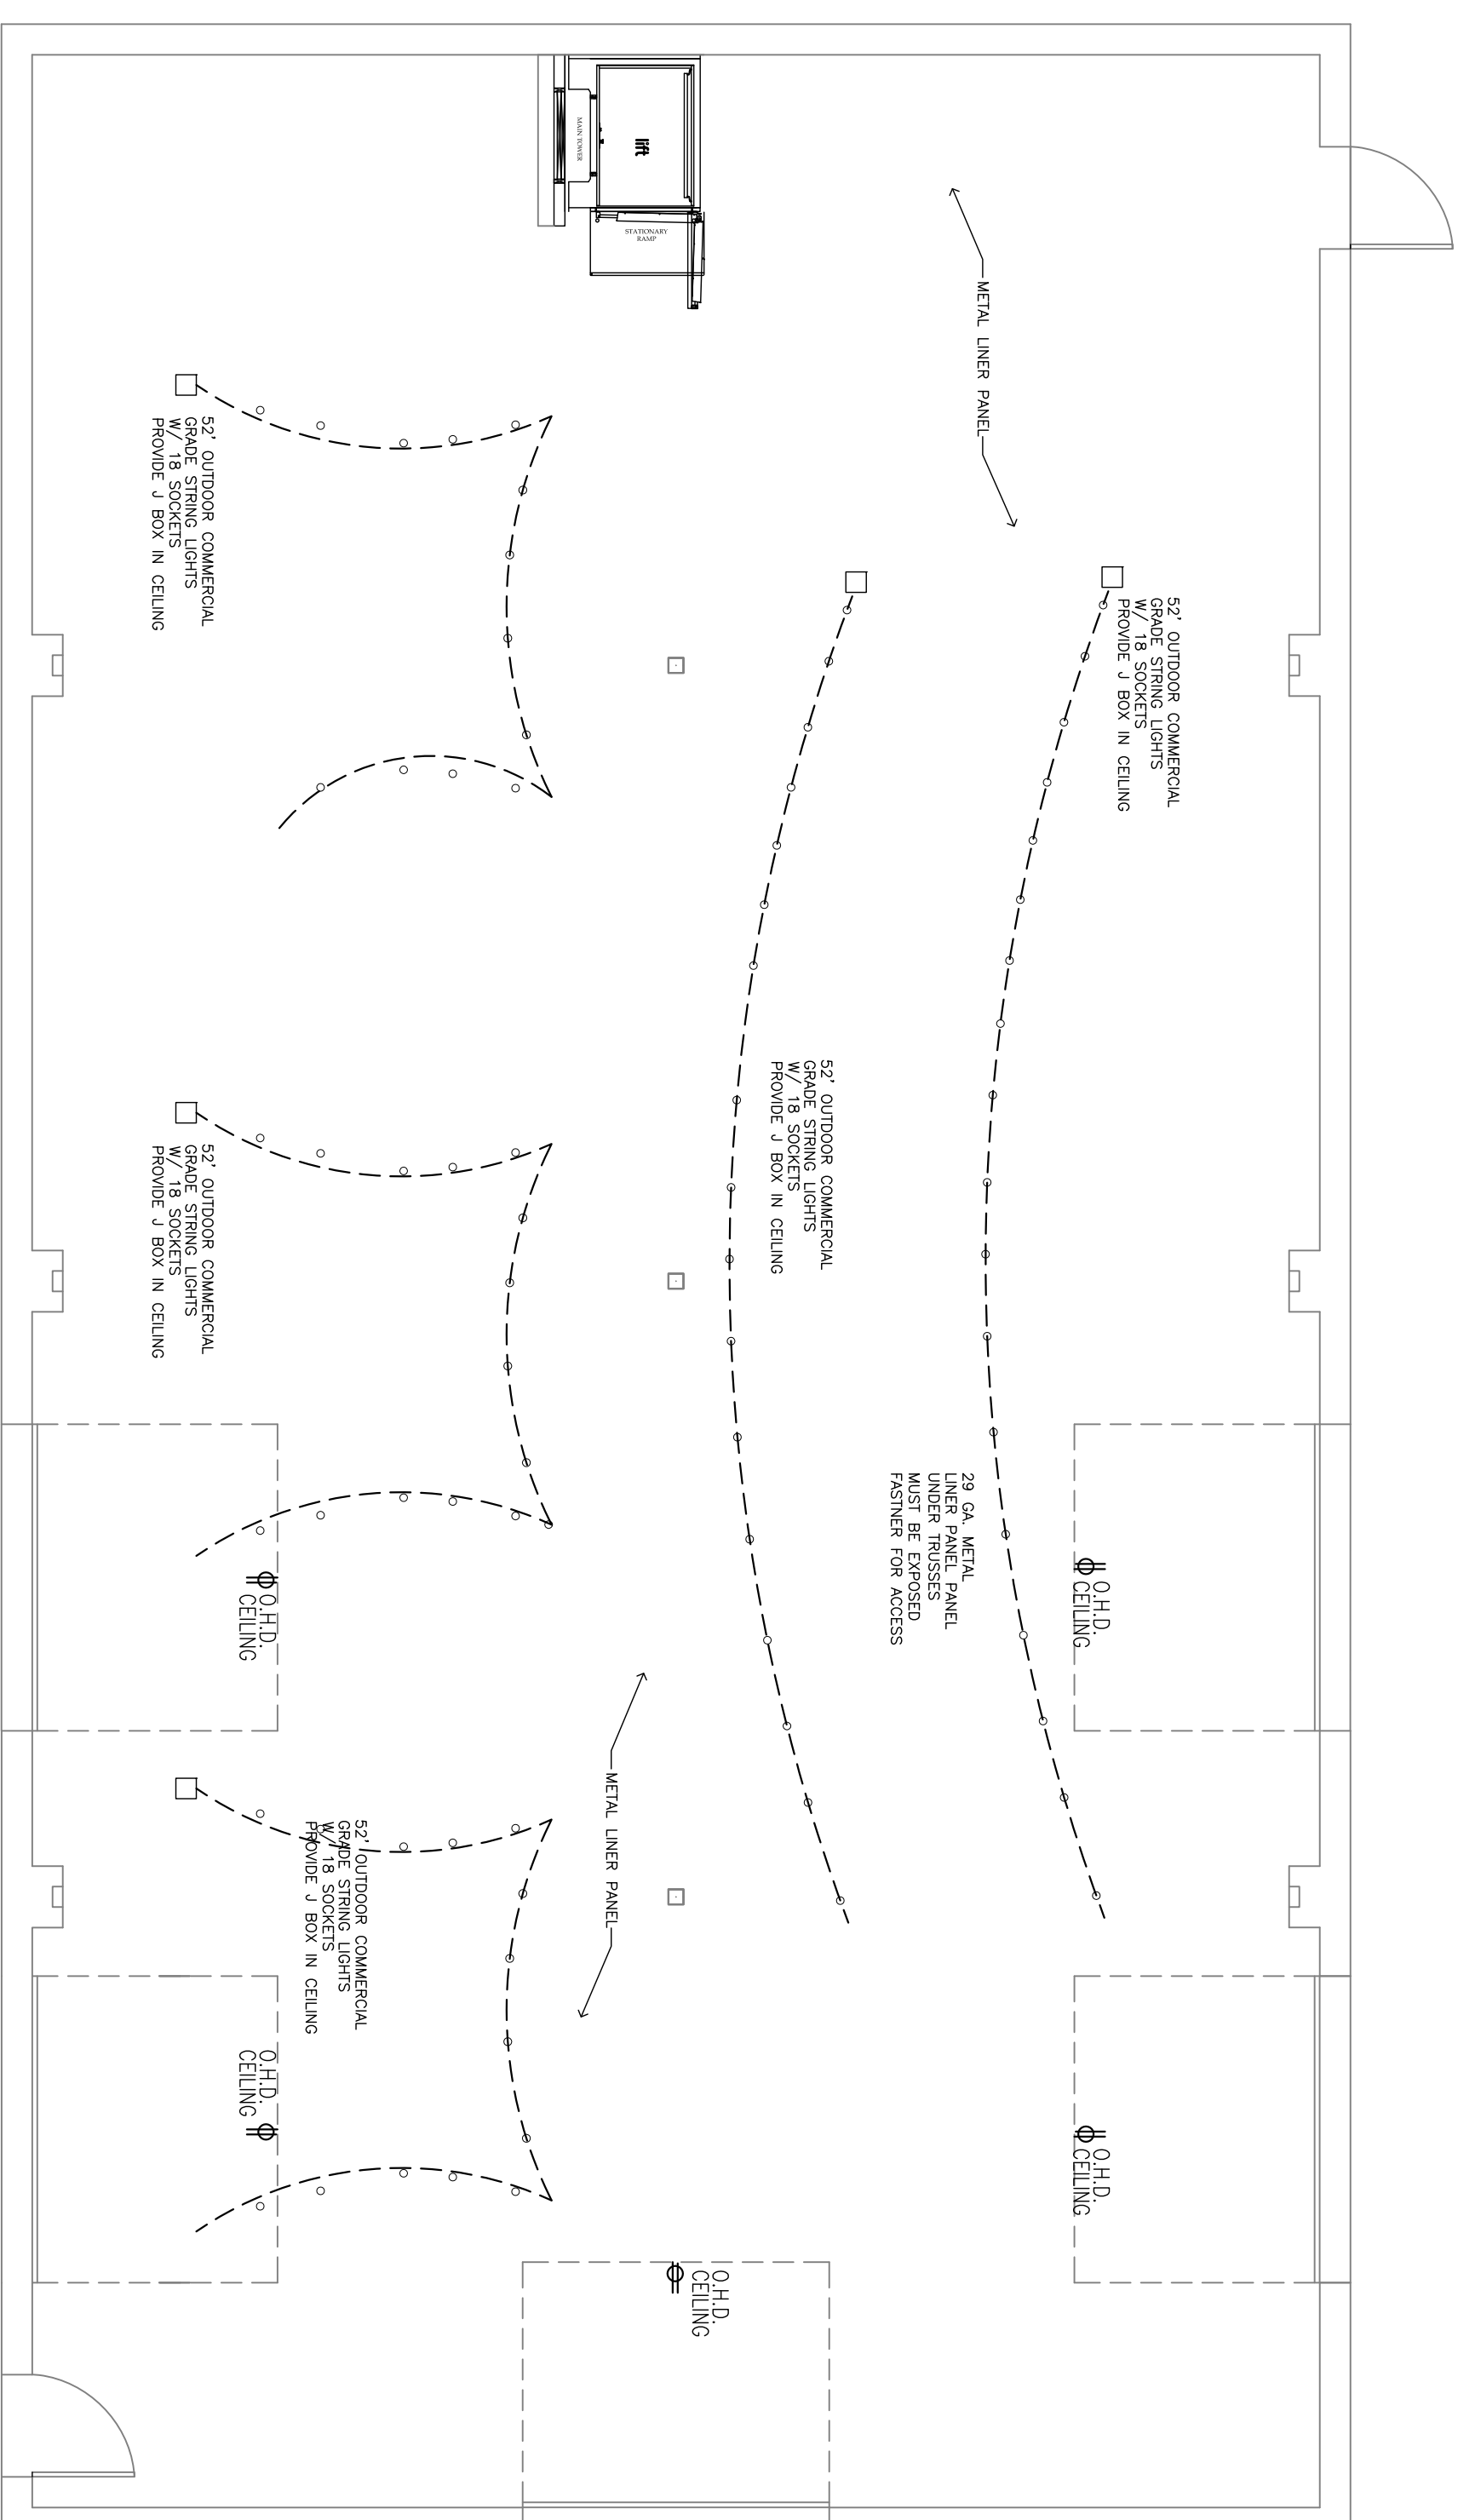 lift
MAIN TOWER
STATIONARY
RAMP
METAL LINER PANEL
52' OUTDOOR COMMERCIAL
GRADE STRING LIGHTS
W/ 18 SOCKETS
PROVIDE J BOX IN CEILING
52' OUTDOOR COMMERCIAL
GRADE STRING LIGHTS
W/ 18 SOCKETS
PROVIDE J BOX IN CEILING
52' OUTDOOR COMMERCIAL
GRADE STRING LIGHTS
W/ 18 SOCKETS
PROVIDE J BOX IN CEILING
52' OUTDOOR COMMERCIAL
GRADE STRING LIGHTS
W/ 18 SOCKETS
PROVIDE J BOX IN CEILING
29 GA. METAL
LINER PANEL PANEL
UNDER TRUSSES
MUST BE EXPOSED
FASTNER FOR ACCESS
O.H.D.
CEILING
O.H.D.
CEILING
METAL LINER PANEL
52' OUTDOOR COMMERCIAL
GRADE STRING LIGHTS
W/ 18 SOCKETS
PROVIDE J BOX IN CEILING
O.H.D.
CEILING
O.H.D.
CEILING
O.H.D.
CEILING